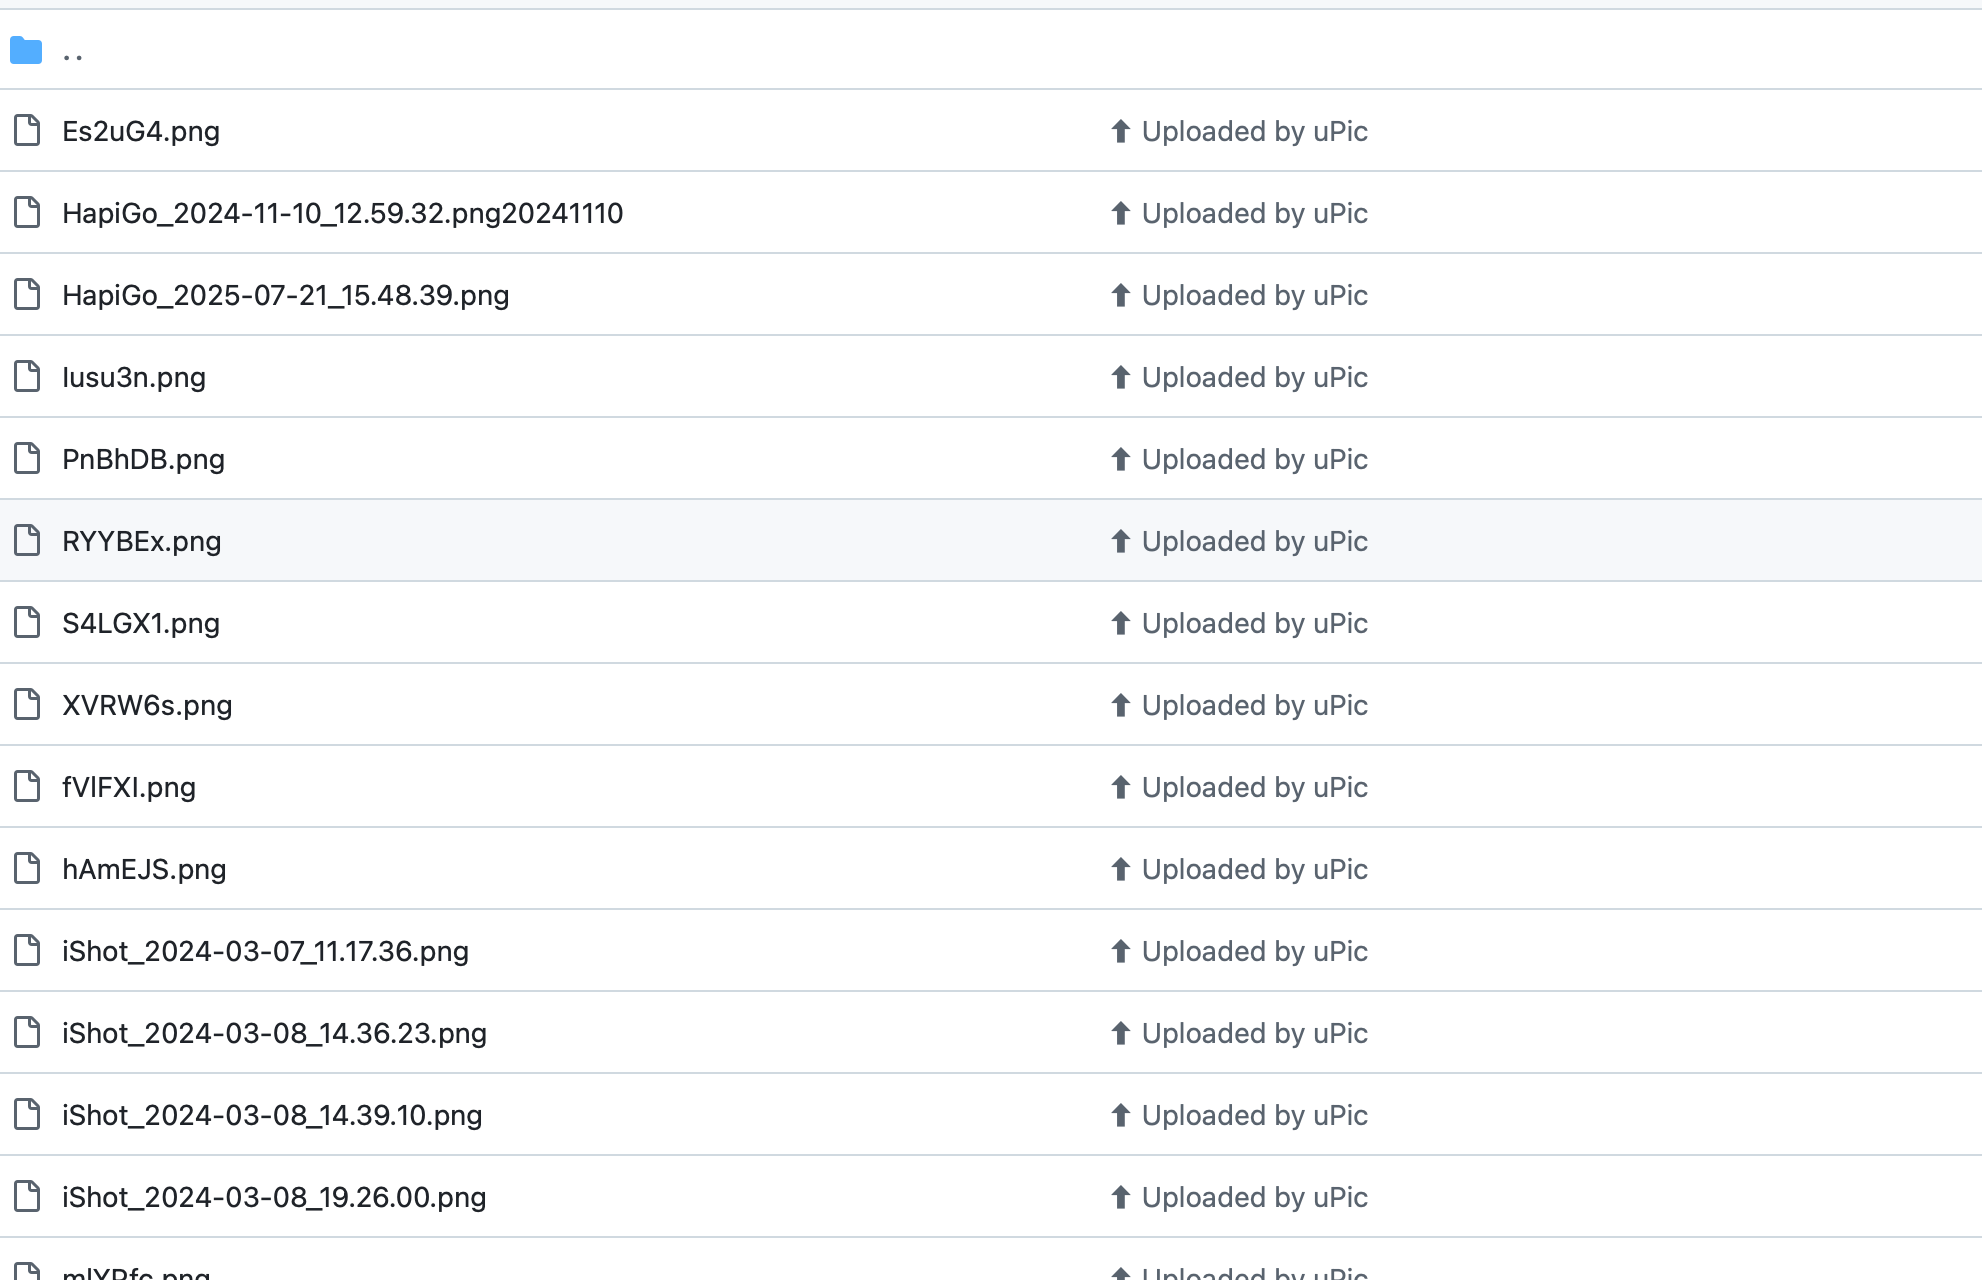 ..
Es2uG4.png ⬆ Uploaded by uPic
HapiGo_2024-11-10_12.59.32.png20241110 ⬆ Uploaded by uPic
HapiGo_2025-07-21_15.48.39.png ⬆ Uploaded by uPic
Iusu3n.png ⬆ Uploaded by uPic
PnBhDB.png ⬆ Uploaded by uPic
RYYBEx.png ⬆ Uploaded by uPic
S4LGX1.png ⬆ Uploaded by uPic
XVRW6s.png ⬆ Uploaded by uPic
fVlFXI.png ⬆ Uploaded by uPic
hAmEJS.png ⬆ Uploaded by uPic
iShot_2024-03-07_11.17.36.png ⬆ Uploaded by uPic
iShot_2024-03-08_14.36.23.png ⬆ Uploaded by uPic
iShot_2024-03-08_14.39.10.png ⬆ Uploaded by uPic
iShot_2024-03-08_19.26.00.png ⬆ Uploaded by uPic
⬆ Uploaded by uPic